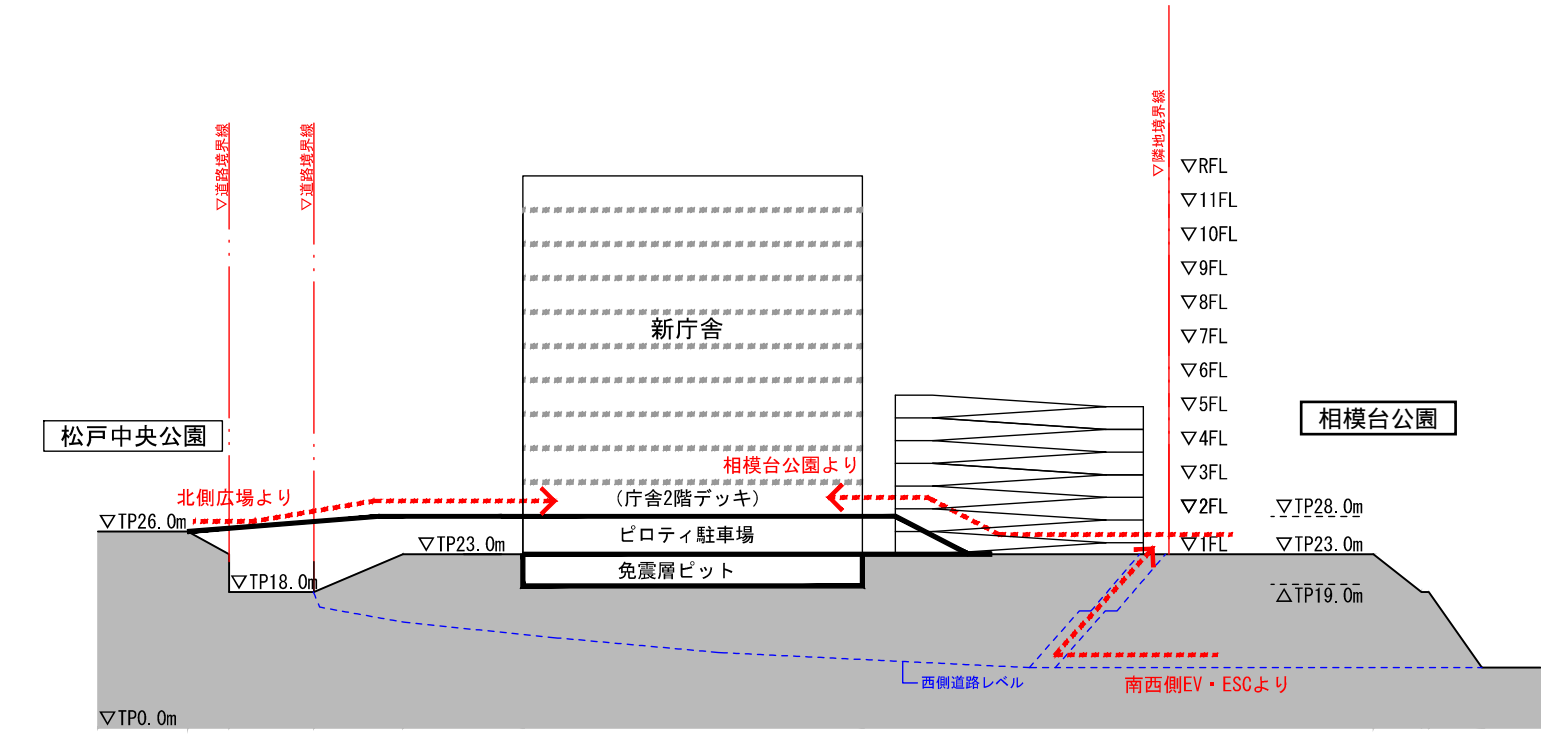 ▽道路境界線
▽道路境界線
▽隣地境界線
▽RFL
▽11FL
▽10FL
▽9FL
▽8FL
▽7FL
▽6FL
▽5FL
▽4FL
▽3FL
▽2FL
▽1FL
新庁舎
松戸中央公園
相模台公園
相模台公園より
北側広場より
(庁舎2階デッキ)
▽TP26.0m
▽TP28.0m
ピロティ駐車場
▽TP23.0m
▽TP23.0m
免震層ピット
▽TP18.0m
△TP19.0m
西側道路レベル
南西側EV・ESCより
▽TP0.0m